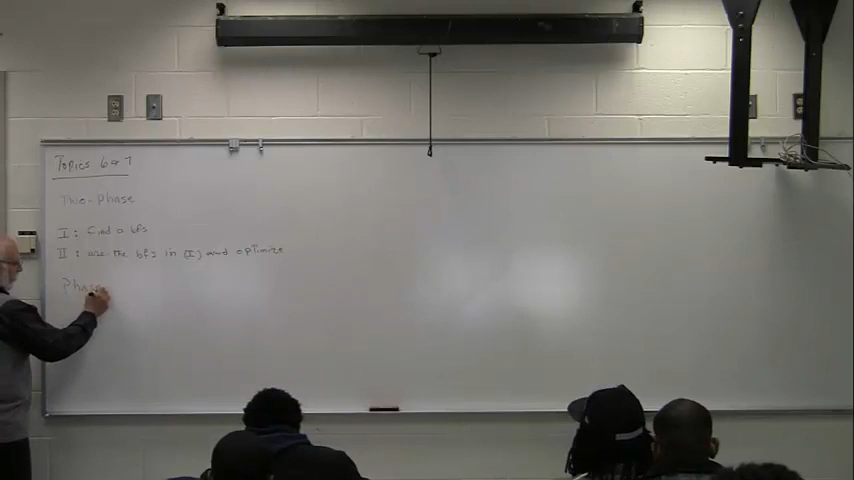 Topics 6 & 7
Two-Phase
I: Find a bfs
II: use the bfs in (I) and optimize
Phase